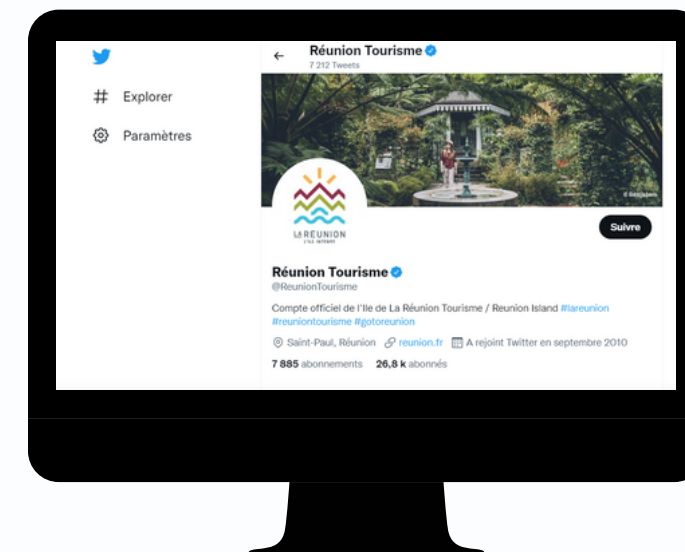 Réunion Tourisme
7 212 Tweets
Explorer
Paramètres
LA RÉUNION
Suivre
Réunion Tourisme
@ReunionTourisme
Compte officiel de l'Ile de La Réunion Tourisme / Reunion Island #lareunion
#reuniontourisme #gotoreunion
Saint-Paul, Réunion reunion.fr A rejoint Twitter en septembre 2010
7 885 abonnements 26,8 k abonnés